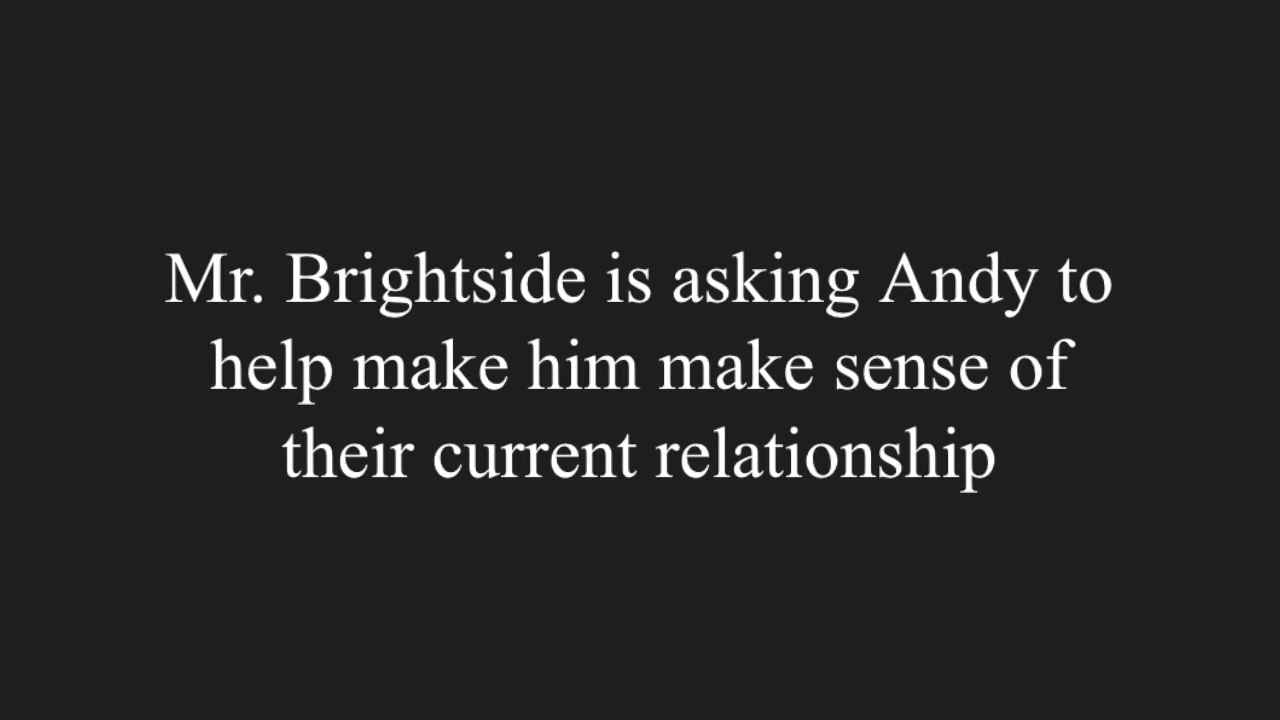 Mr. Brightside is asking Andy to
help make him make sense of
their current relationship